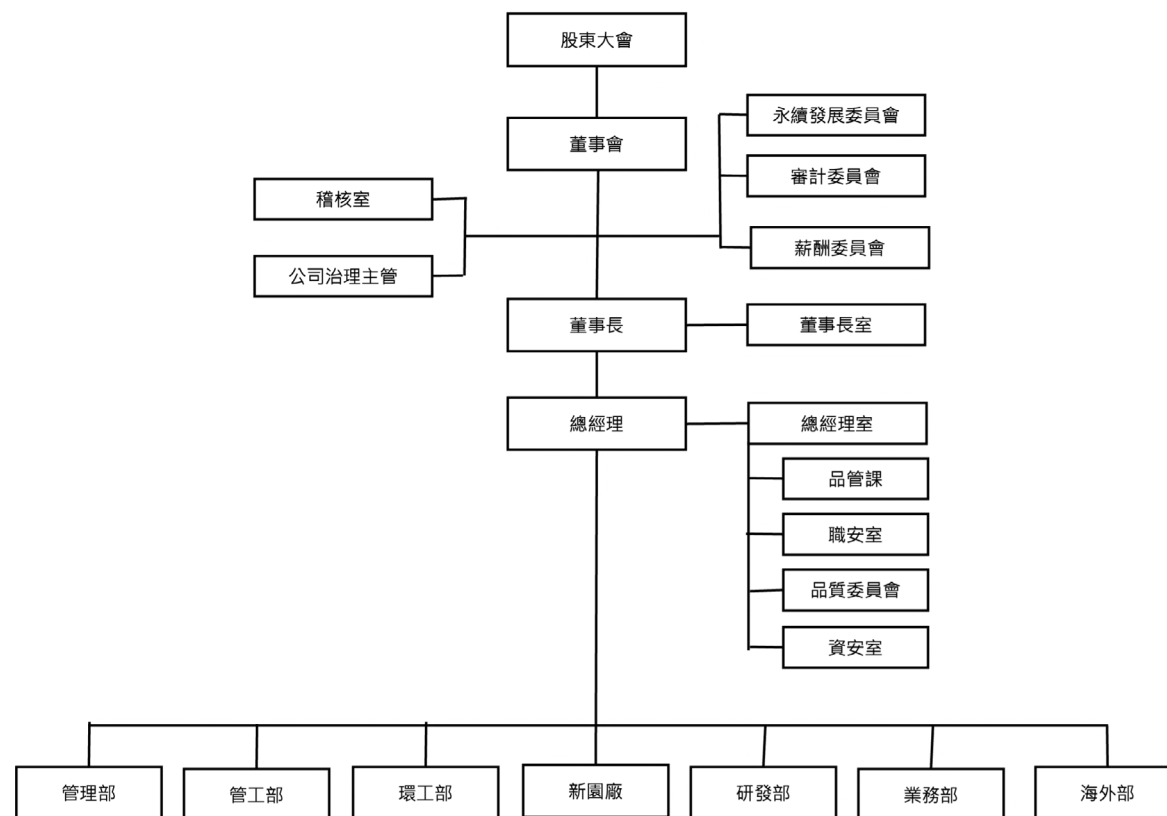 股東大會
董事會
永續發展委員會
審計委員會
薪酬委員會
稽核室
公司治理主管
董事長
董事長室
總經理
總經理室
品管課
職安室
品質委員會
資安室
管理部
管工部
環工部
新園廠
研發部
業務部
海外部